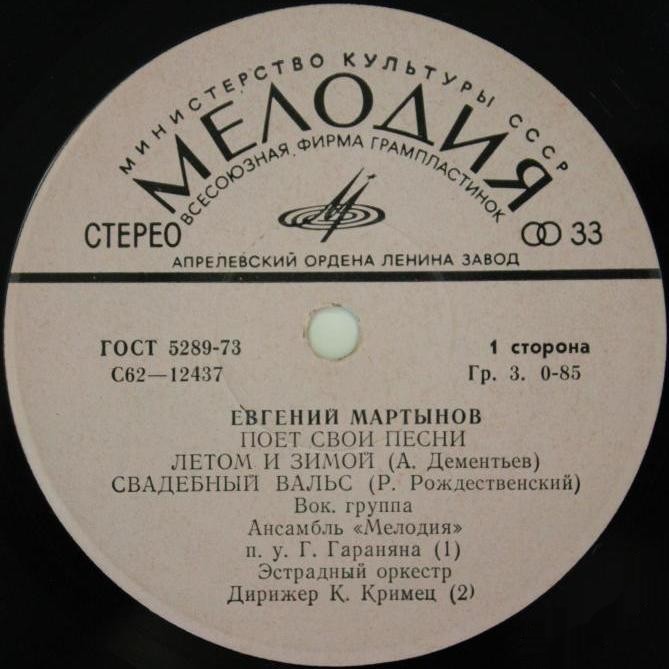 МИНИСТЕРСТВО КУЛЬТУРЫ СССР
МЕЛОДИЯ
ВСЕСОЮЗНАЯ ФИРМА ГРАМПЛАСТИНОК
СТЕРЕО
33
АПРЕЛЕВСКИЙ ОРДЕНА ЛЕНИНА ЗАВОД
ГОСТ 5289-73
1 сторона
С62—12437
Гр. 3. 0-85
ЕВГЕНИЙ МАРТЫНОВ
ПОЕТ СВОИ ПЕСНИ
ЛЕТОМ И ЗИМОЙ (А. Дементьев)
СВАДЕБНЫЙ ВАЛЬС (Р. Рождественский)
Вок. группа
Ансамбль «Мелодия»
п. у. Г. Гараняна (1)
Эстрадный оркестр
Дирижер К. Кримец (2)